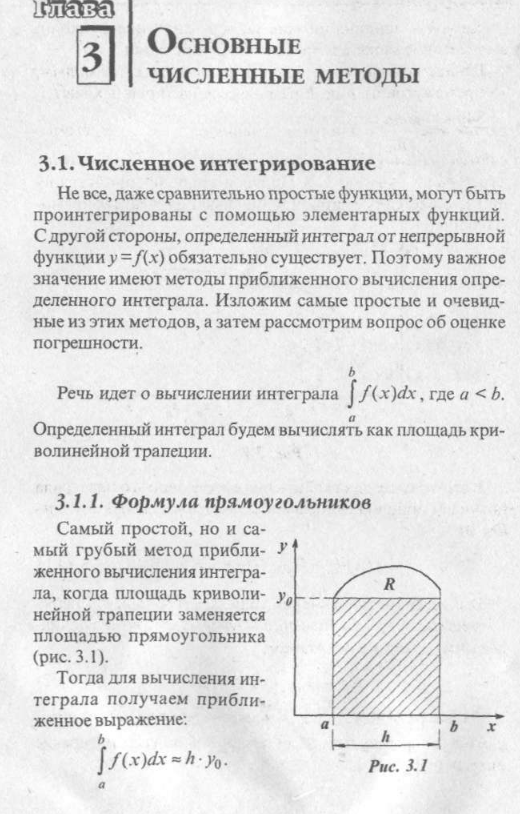 Глава
3
Основные
численные методы
3.1. Численное интегрирование
Не все, даже сравнительно простые функции, могут быть
проинтегрированы с помощью элементарных функций.
С другой стороны, определенный интеграл от непрерывной
функции y = f(x) обязательно существует. Поэтому важное
значение имеют методы приближенного вычисления опре-
деленного интеграла. Изложим самые простые и очевид-
ные из этих методов, а затем рассмотрим вопрос об оценке
погрешности.
b
Речь идет о вычислении интеграла ∫ f(x)dx, где a < b.
a
Определенный интеграл будем вычислять как площадь кри-
волинейной трапеции.
3.1.1. Формула прямоугольников
Самый простой, но и са-
мый грубый метод прибли-
женного вычисления интегра-
ла, когда площадь криволи-
нейной трапеции заменяется
площадью прямоугольника
(рис. 3.1).
Тогда для вычисления ин-
теграла получаем прибли-
женное выражение:
b
∫ f(x)dx ≈ h · y₀.
a
y
R
y₀
a
b
x
h
Рис. 3.1